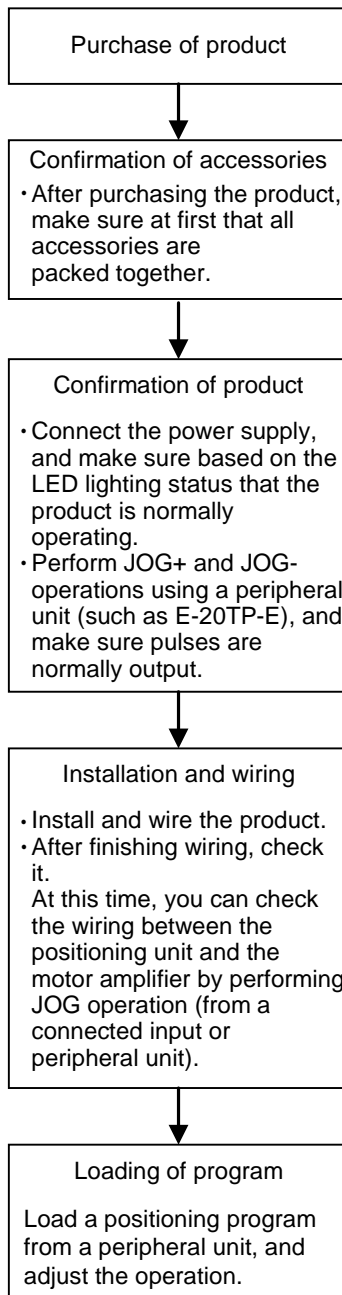 Purchase of product
Confirmation of accessories
・After purchasing the product,
make sure at first that all
accessories are
packed together.
Confirmation of product
・Connect the power supply,
and make sure based on the
LED lighting status that the
product is normally
operating.
・Perform JOG+ and JOG-
operations using a peripheral
unit (such as E-20TP-E), and
make sure pulses are
normally output.
Installation and wiring
・Install and wire the product.
・After finishing wiring, check
it.
At this time, you can check
the wiring between the
positioning unit and the
motor amplifier by performing
JOG operation (from a
connected input or
peripheral unit).
Loading of program
Load a positioning program
from a peripheral unit, and
adjust the operation.